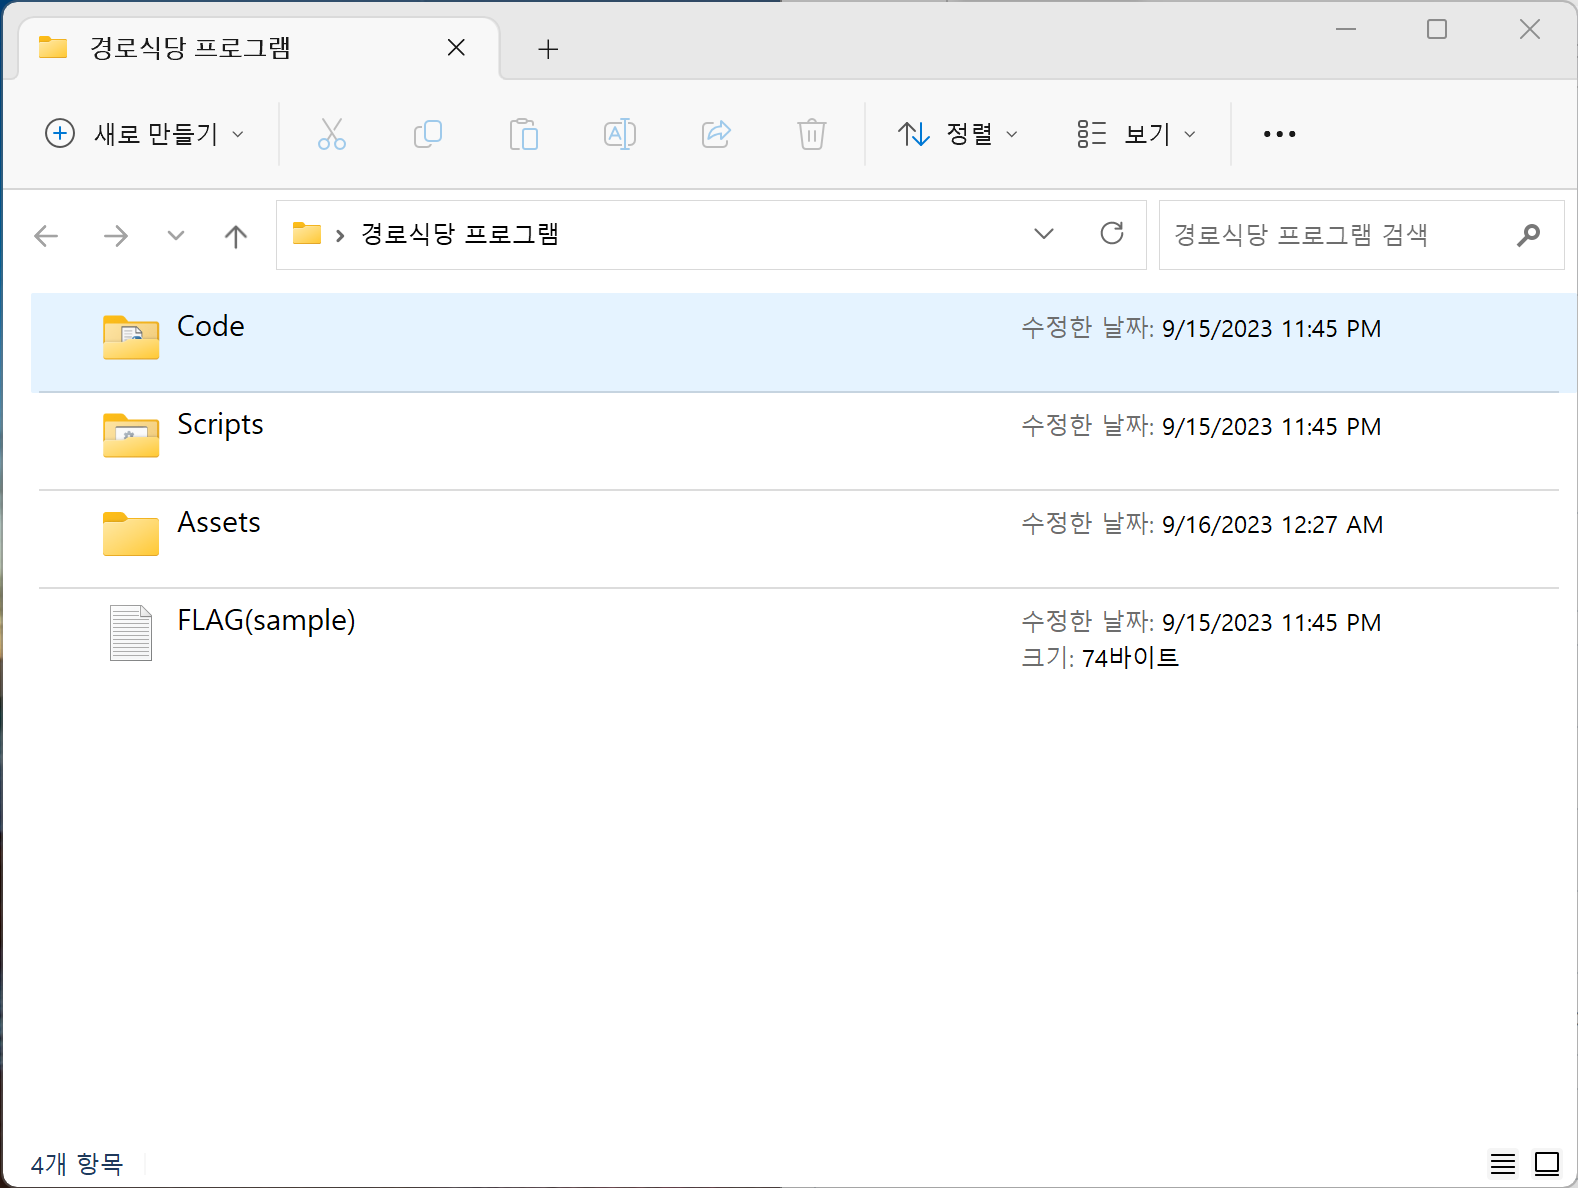 경로식당 프로그램
새로 만들기
정렬
보기
경로식당 프로그램
경로식당 프로그램 검색
Code
수정한 날짜: 9/15/2023 11:45 PM
Scripts
수정한 날짜: 9/15/2023 11:45 PM
Assets
수정한 날짜: 9/16/2023 12:27 AM
FLAG(sample)
수정한 날짜: 9/15/2023 11:45 PM
크기: 74바이트
4개 항목